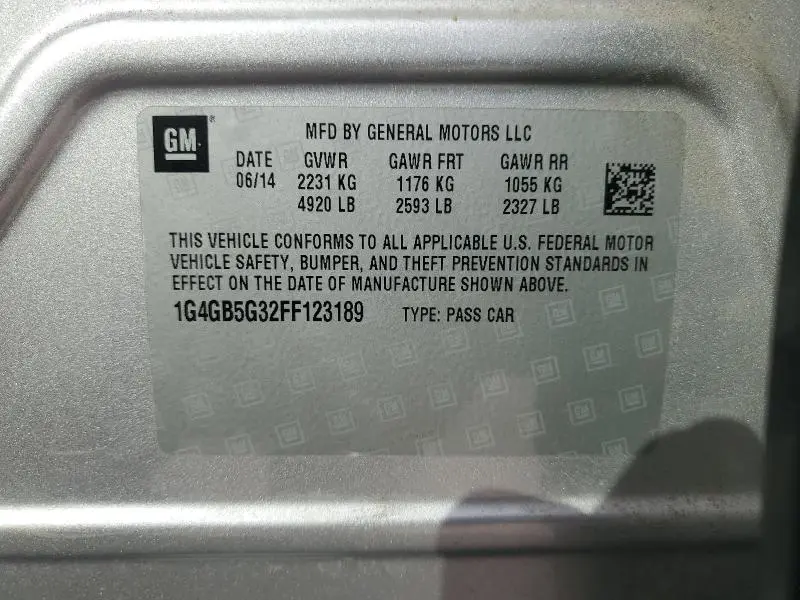 GM ®
MFD BY GENERAL MOTORS LLC
DATE GVWR GAWR FRT GAWR RR
06/14 2231 KG 1176 KG 1055 KG
4920 LB 2593 LB 2327 LB
THIS VEHICLE CONFORMS TO ALL APPLICABLE U.S. FEDERAL MOTOR
VEHICLE SAFETY, BUMPER, AND THEFT PREVENTION STANDARDS IN
EFFECT ON THE DATE OF MANUFACTURE SHOWN ABOVE.
1G4GB5G32FF123189 TYPE: PASS CAR